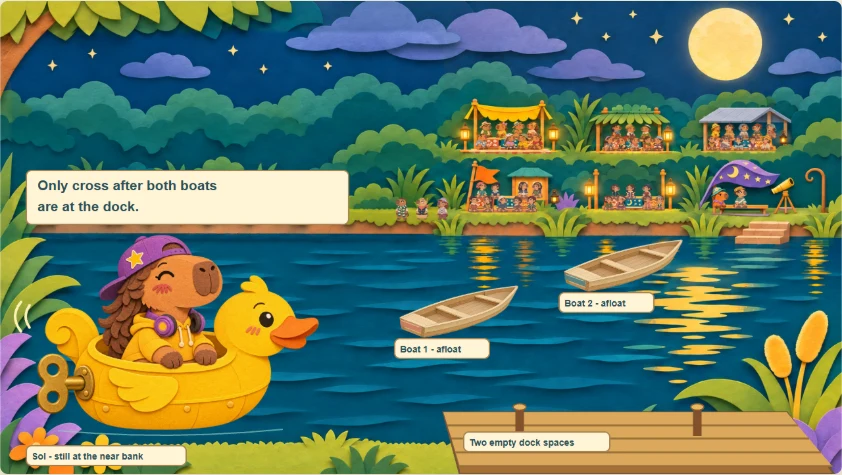 Only cross after both boats
are at the dock.
Boat 2 - afloat
Boat 1 - afloat
Two empty dock spaces
Sol - still at the near bank